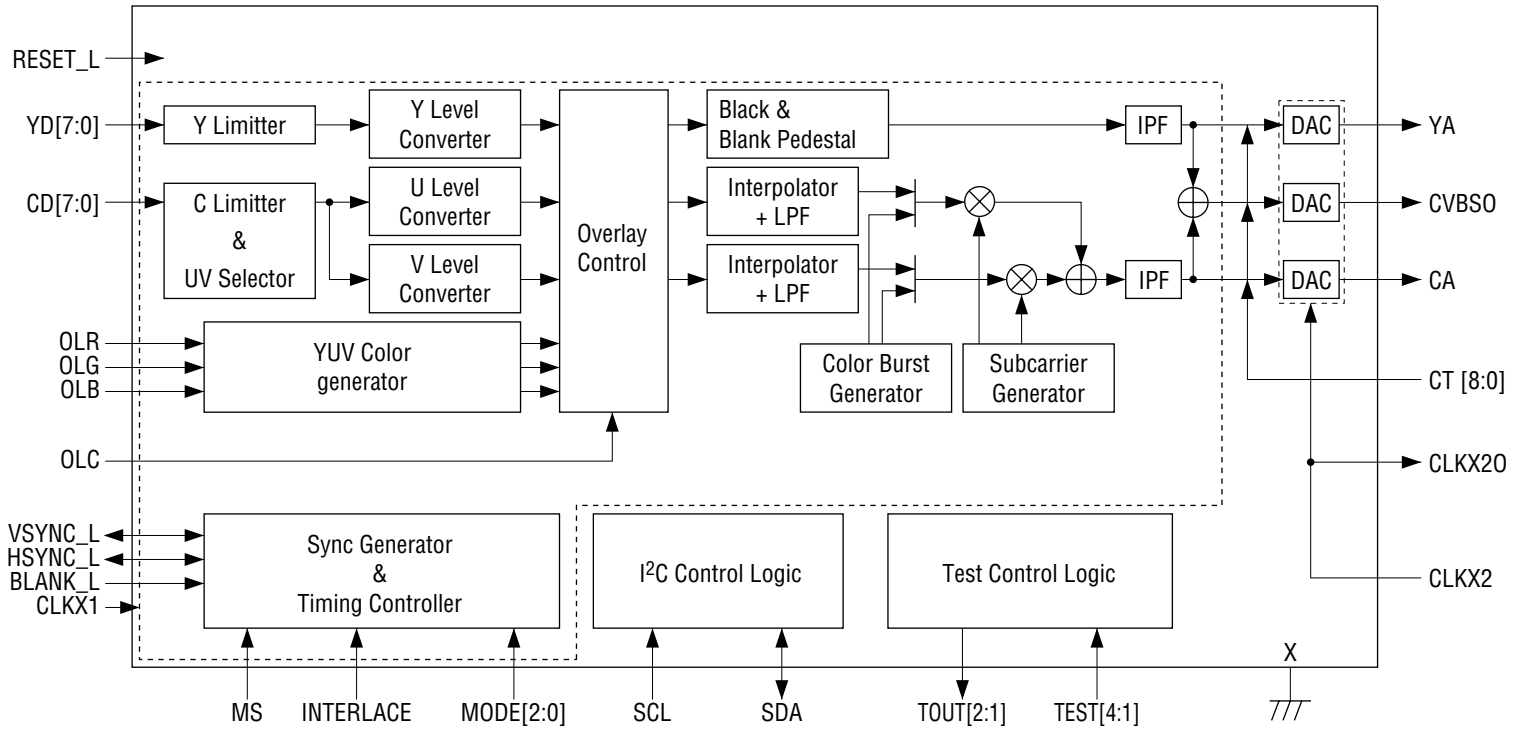 RESET_L
YD[7:0]
Y Limitter
Y Level
Converter
Black &
Blank Pedestal
IPF
DAC
YA
CD[7:0]
C Limitter
&
UV Selector
U Level
Converter
V Level
Converter
Overlay
Control
Interpolator
+ LPF
Interpolator
+ LPF
IPF
DAC
CVBSO
DAC
CA
OLR
OLG
OLB
YUV Color
generator
Color Burst
Generator
Subcarrier
Generator
CT [8:0]
OLC
CLKX2O
VSYNC_L
HSYNC_L
BLANK_L
CLKX1
Sync Generator
&
Timing Controller
I2C Control Logic
Test Control Logic
CLKX2
X
MS
INTERLACE
MODE[2:0]
SCL
SDA
TOUT[2:1]
TEST[4:1]